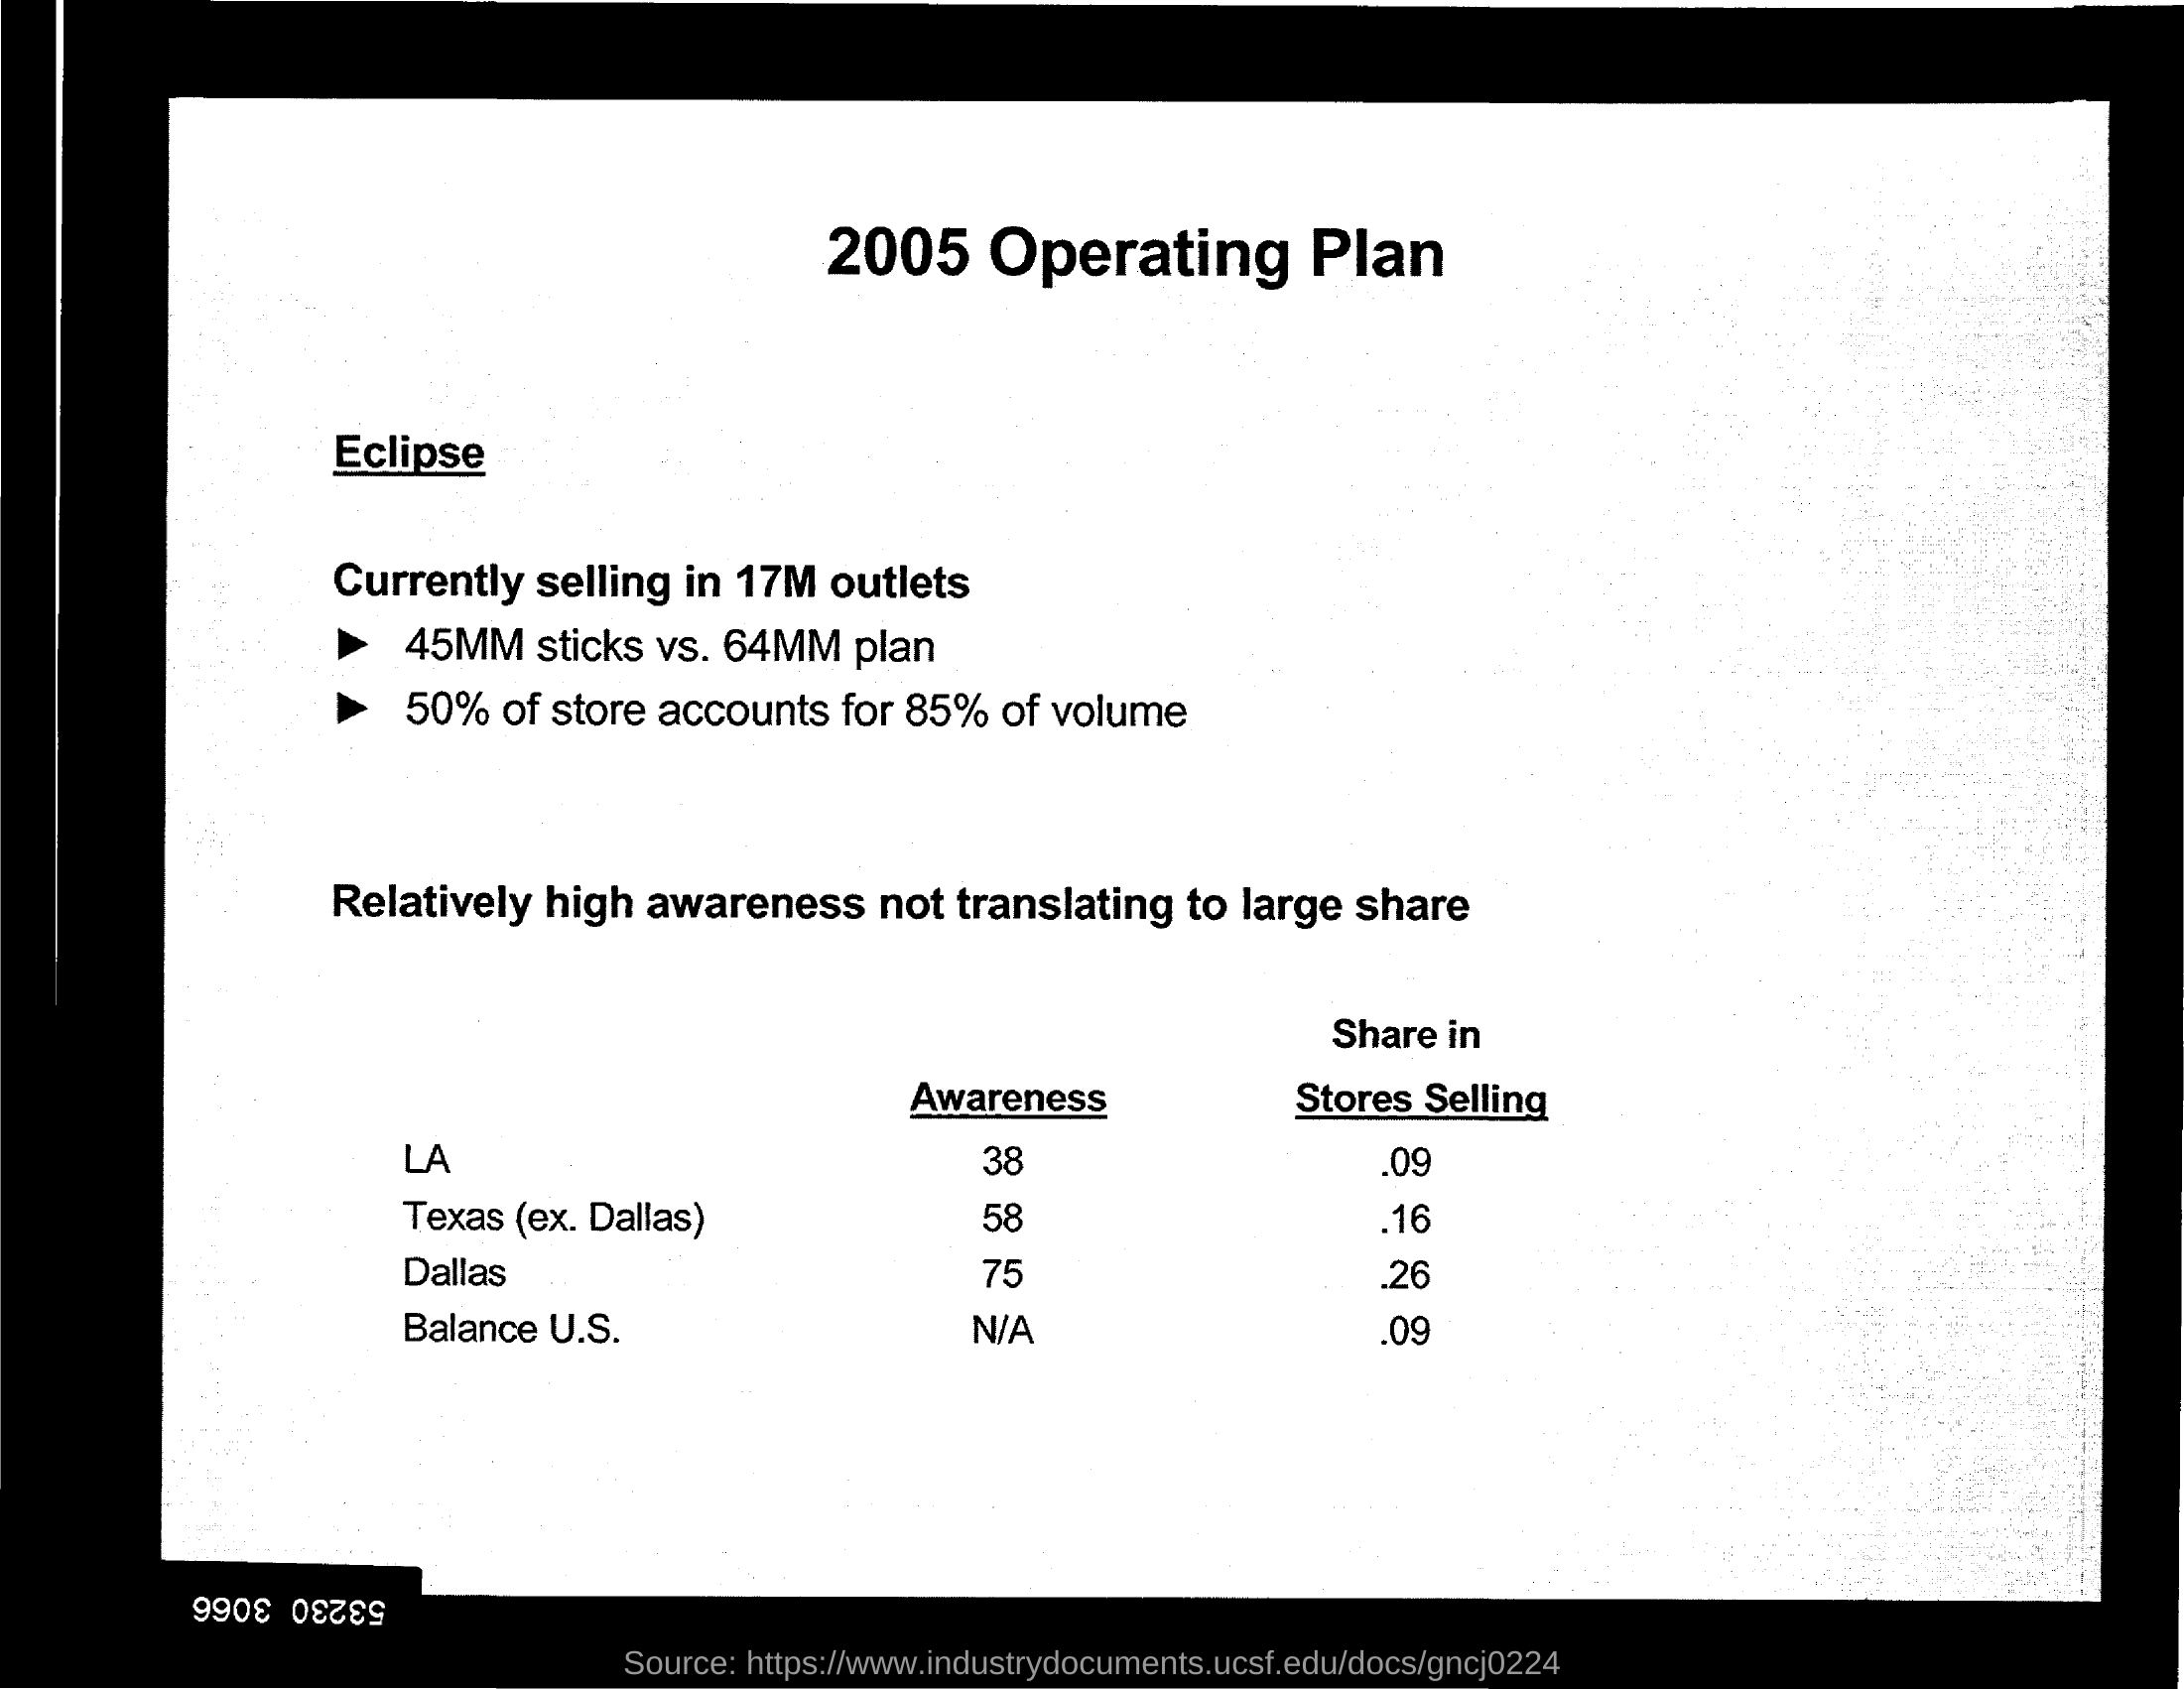 2005 Operating Plan
Eclipse
Currently selling in 17M outlets
► 45MM sticks vs. 64MM plan
► 50% of store accounts for 85% of volume
Relatively high awareness not translating to large share
Share in
Awareness Stores Selling
LA 38 .09
Texas (ex. Dallas) 58 .16
Dallas 75 .26
Balance U.S. N/A .09
53230 3066
Source: https://www.industrydocuments.ucsf.edu/docs/gncj0224